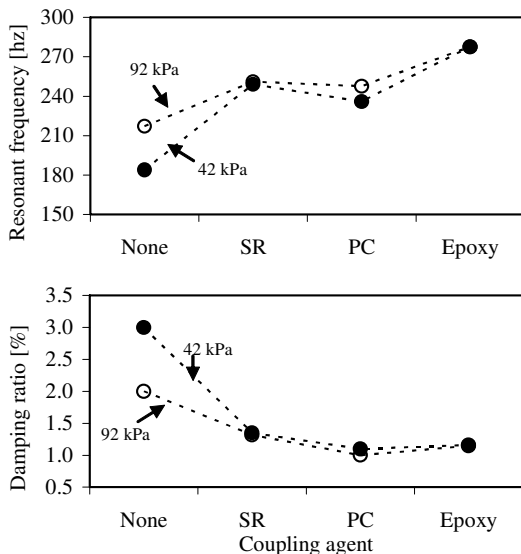 Resonant frequency [hz]
300
270
240
210
180
150
92 kPa
42 kPa
None SR PC Epoxy
Damping ratio [%]
3.5
3.0
2.5
2.0
1.5
1.0
0.5
42 kPa
92 kPa
None SR PC Epoxy
Coupling agent